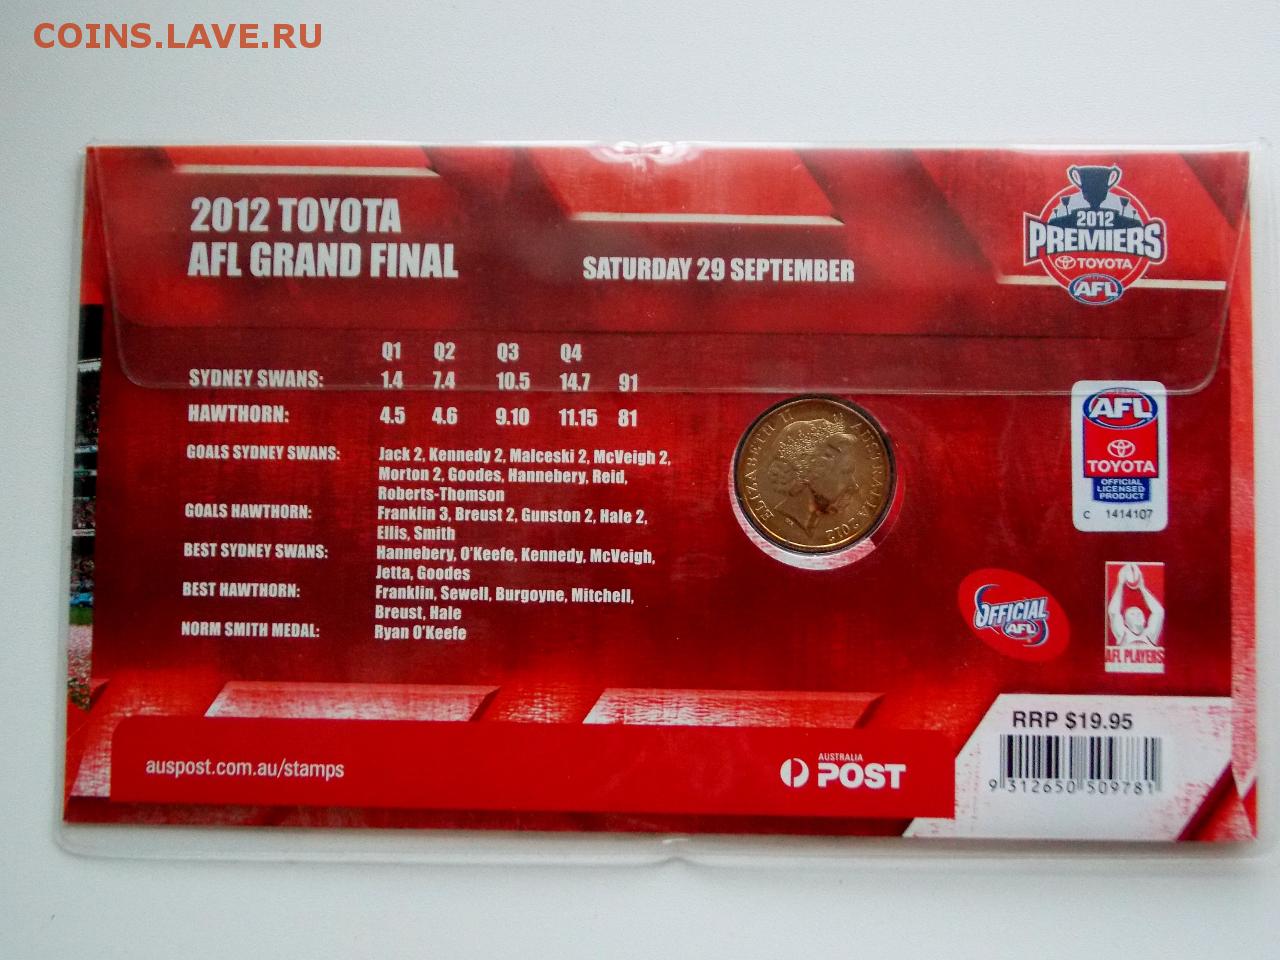 COINS.LAVE.RU
2012 TOYOTA
AFL GRAND FINAL
SATURDAY 29 SEPTEMBER
2012
PREMIERS
TOYOTA
AFL
Q1 Q2 Q3 Q4
SYDNEY SWANS: 1.4 7.4 10.5 14.7 91
HAWTHORN: 4.5 4.6 9.10 11.15 81
GOALS SYDNEY SWANS: Jack 2, Kennedy 2, Malceski 2, McVeigh 2,
Morton 2, Goodes, Hannebery, Reid,
Roberts-Thomson
GOALS HAWTHORN: Franklin 3, Breust 2, Gunston 2, Hale 2,
Ellis, Smith
BEST SYDNEY SWANS: Hannebery, O'Keefe, Kennedy, McVeigh,
Jetta, Goodes
BEST HAWTHORN: Franklin, Sewell, Burgoyne, Mitchell,
Breust, Hale
NORM SMITH MEDAL: Ryan O'Keefe
ELIZABETH II AUSTRALIA 2012
AFL
TOYOTA
OFFICIAL
LICENSED
PRODUCT
C 1414107
OFFICIAL
AFL
AFL PLAYERS
RRP $19.95
9 312650 509781
auspost.com.au/stamps
AUSTRALIA
POST